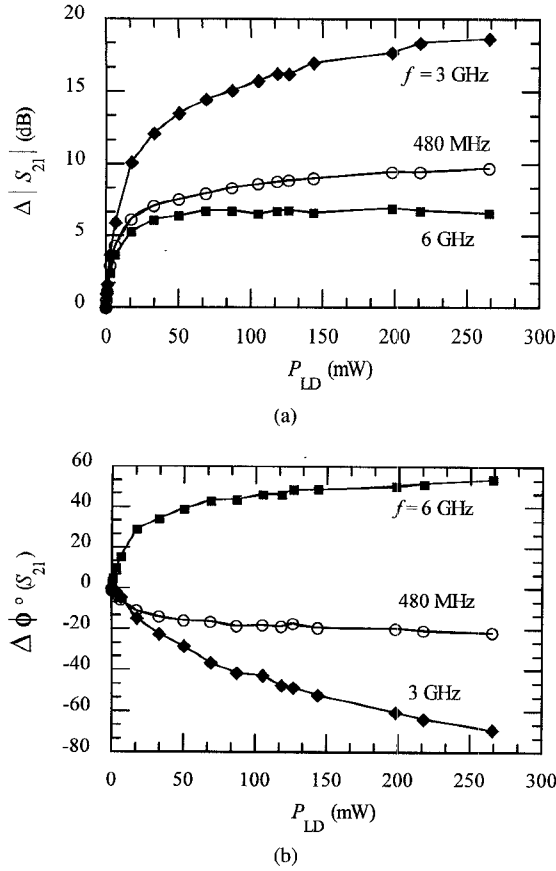 20
15
10
5
0
Δ | S21 | (dB)
f = 3 GHz
480 MHz
6 GHz
0 50 100 150 200 250 300
PLD (mW)
(a)
60
40
20
0
-20
-40
-60
-80
Δ ϕ° (S21)
f = 6 GHz
480 MHz
3 GHz
0 50 100 150 200 250 300
PLD (mW)
(b)